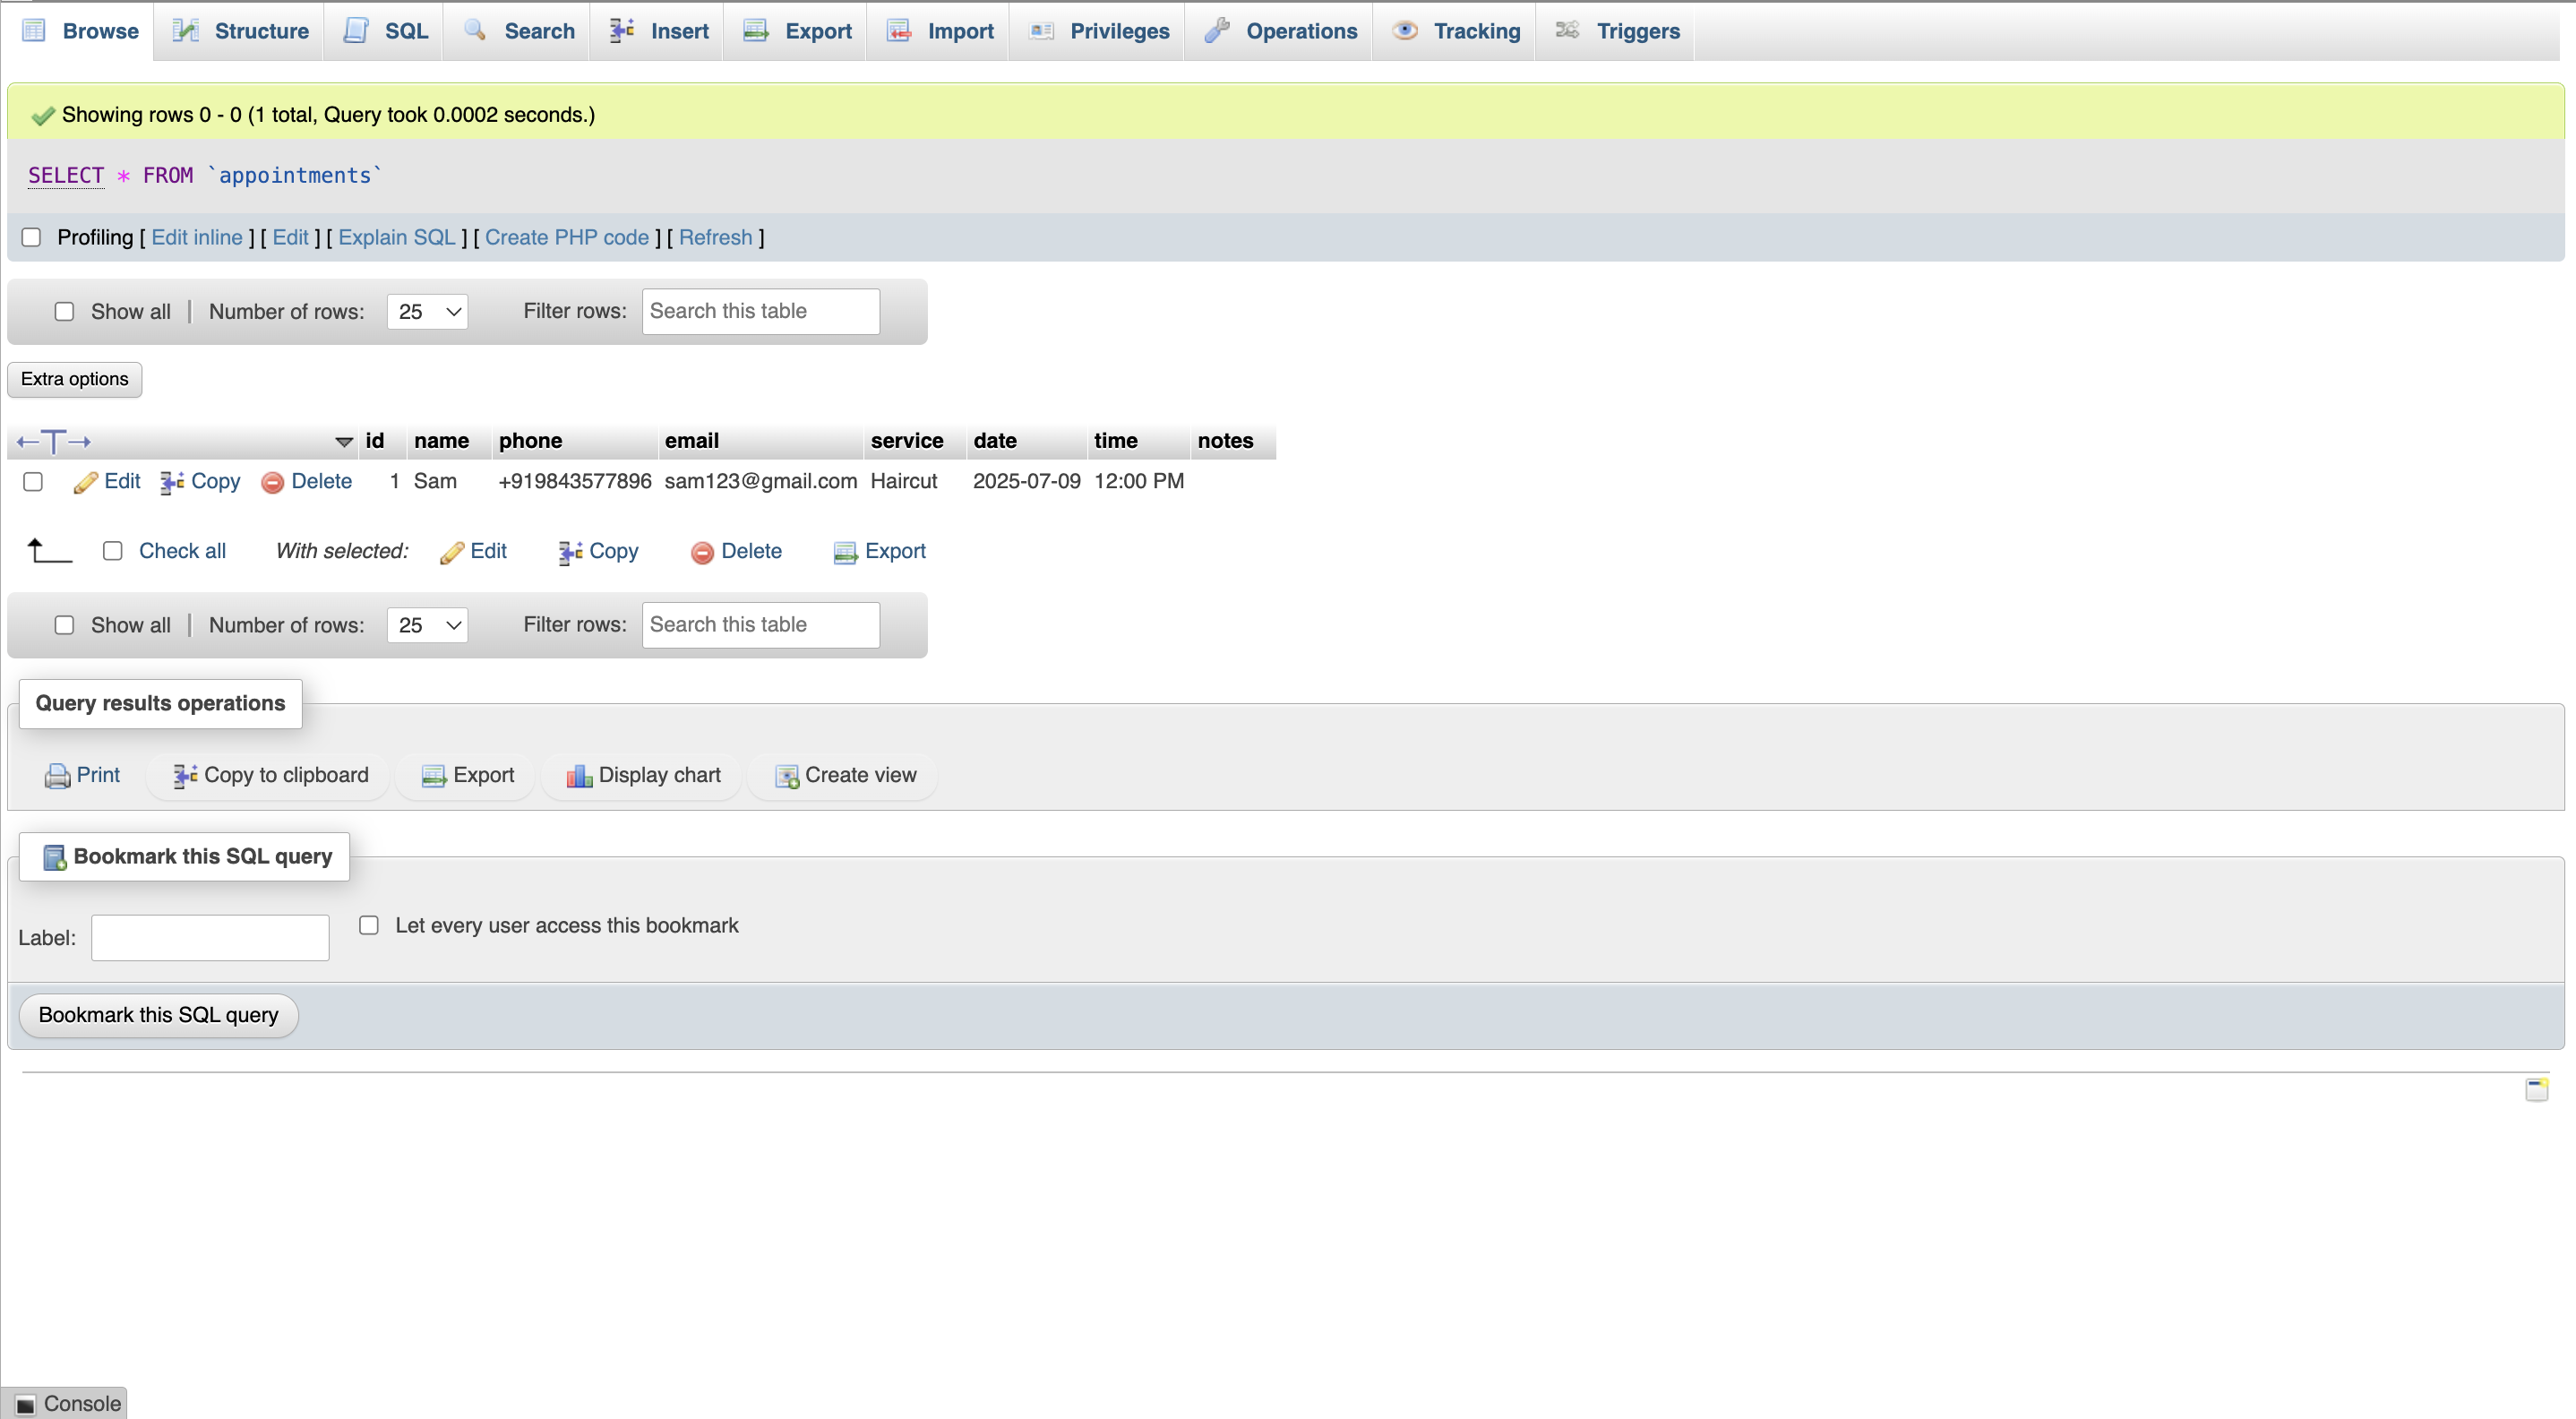 Browse Structure SQL Search Insert Export Import Privileges Operations Tracking Triggers
Showing rows 0 - 0 (1 total, Query took 0.0002 seconds.)
SELECT * FROM `appointments`
Profiling [ Edit inline ] [ Edit ] [ Explain SQL ] [ Create PHP code ] [ Refresh ]
Show all | Number of rows: 25 Filter rows: Search this table
Extra options
id name phone email service date time notes
Edit Copy Delete 1 Sam +919843577896 sam123@gmail.com Haircut 2025-07-09 12:00 PM
Check all With selected: Edit Copy Delete Export
Show all | Number of rows: 25 Filter rows: Search this table
Query results operations
Print Copy to clipboard Export Display chart Create view
Bookmark this SQL query
Label: Let every user access this bookmark
Bookmark this SQL query
Console